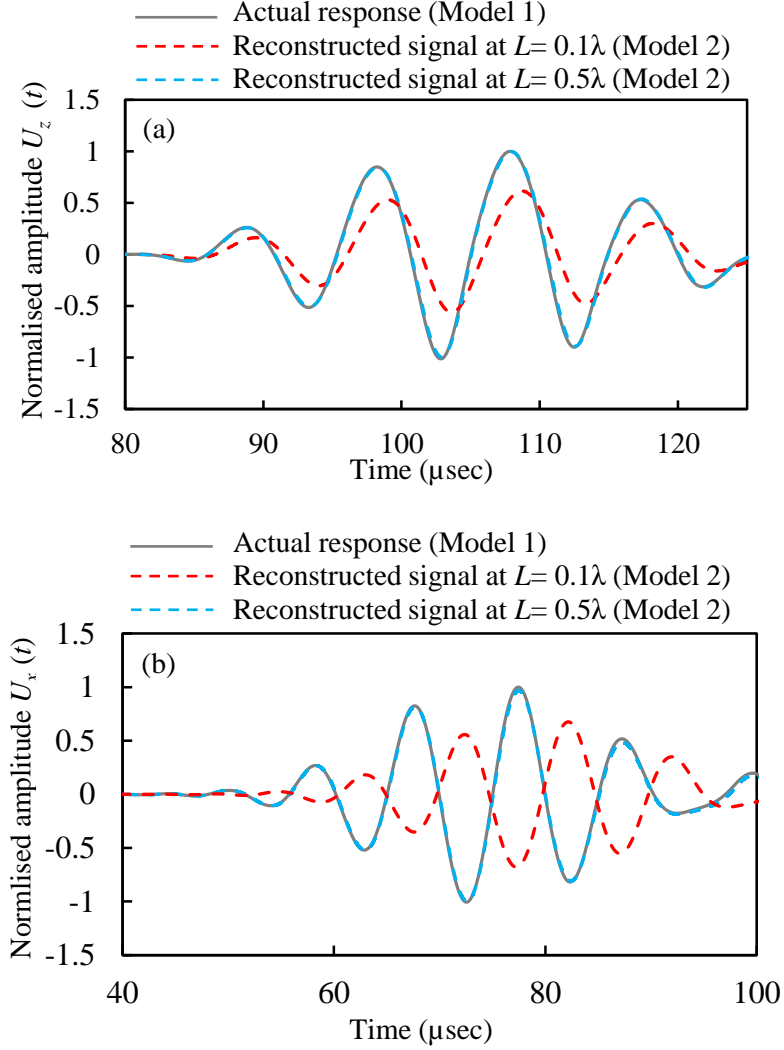 Actual response (Model 1)
Reconstructed signal at L= 0.1λ (Model 2)
Reconstructed signal at L= 0.5λ (Model 2)
Normalised amplitude Uz (t)
(a)
1.5
1
0.5
0
-0.5
-1
-1.5
80 90 100 110 120
Time (µsec)
Actual response (Model 1)
Reconstructed signal at L= 0.1λ (Model 2)
Reconstructed signal at L= 0.5λ (Model 2)
Normlised amplitude Ux (t)
(b)
1.5
1
0.5
0
-0.5
-1
-1.5
40 60 80 100
Time (µsec)